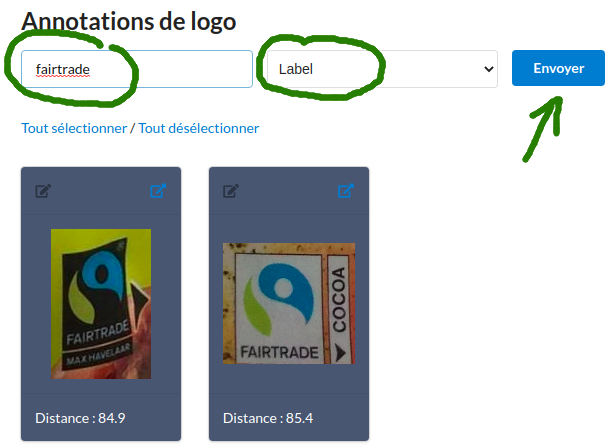 Annotations de logo
fairtrade
Label
Envoyer
Tout sélectionner / Tout désélectionner
FAIRTRADE
MAX HAVELAAR
FAIRTRADE
COCOA
Distance : 84.9
Distance : 85.4